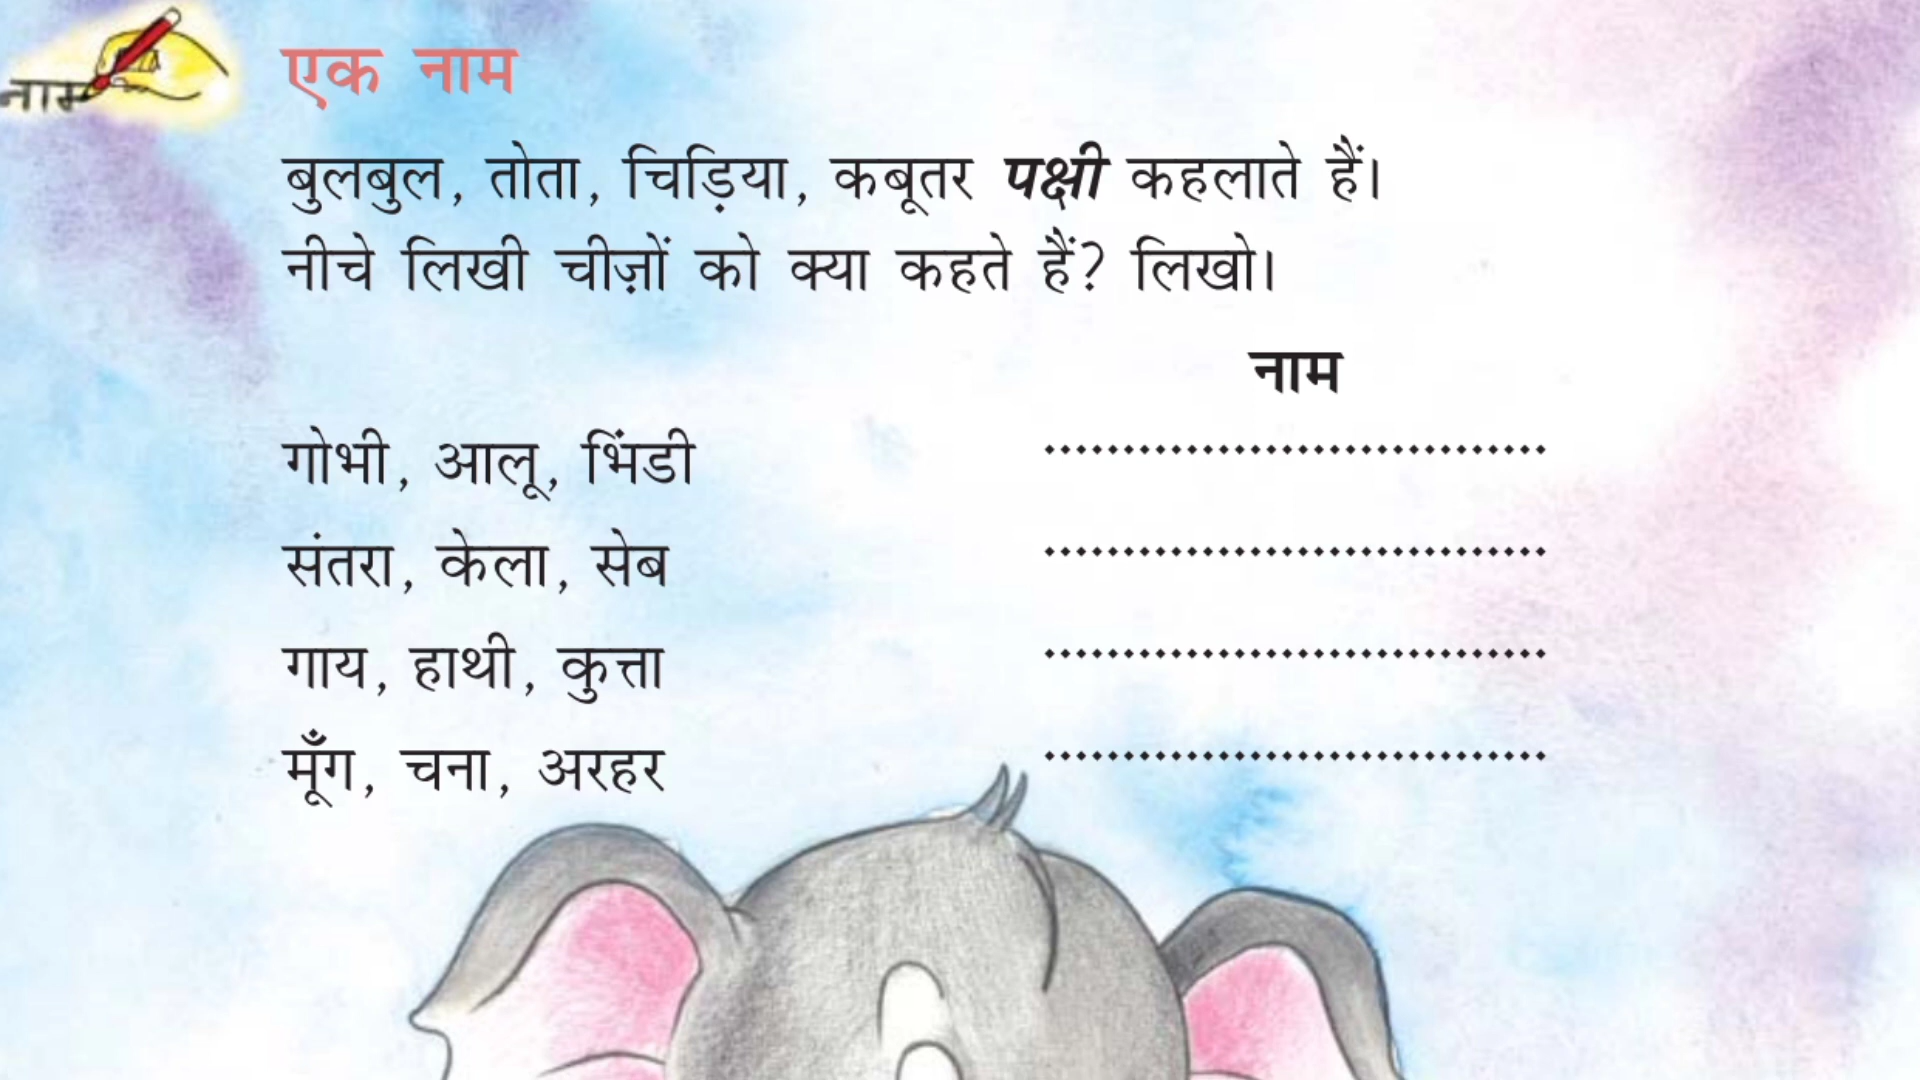 नाम
एक नाम
बुलबुल, तोता, चिड़िया, कबूतर पक्षी कहलाते हैं।
नीचे लिखी चीज़ों को क्या कहते हैं? लिखो।
नाम
गोभी, आलू, भिंडी ................................
संतरा, केला, सेब ................................
गाय, हाथी, कुत्ता ................................
मूँग, चना, अरहर ................................